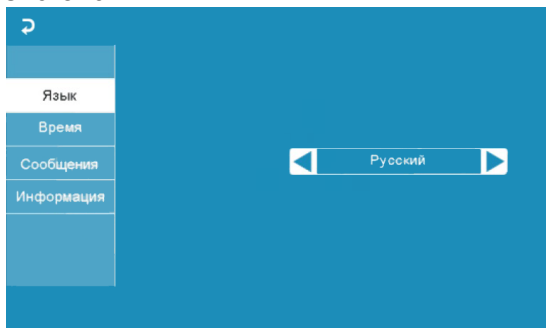 Язык
Время
Сообщения
Информация
Русский